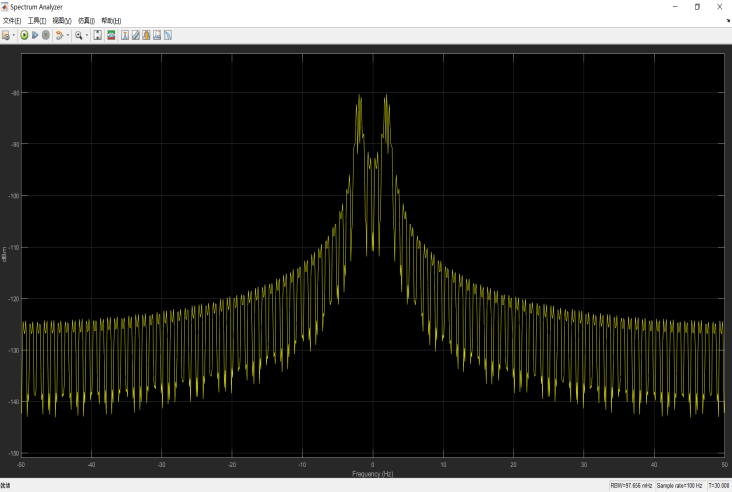 Spectrum Analyzer
文件(F) 工具(T) 视图(V) 仿真(I) 帮助(H)
-80
-90
-100
-110
dBm
-120
-130
-140
-150
-50 -40 -30 -20 -10 0 10 20 30 40 50
Frequency (Hz)
就绪 RBW=97.656 mHz Sample rate=100 Hz T=30.000